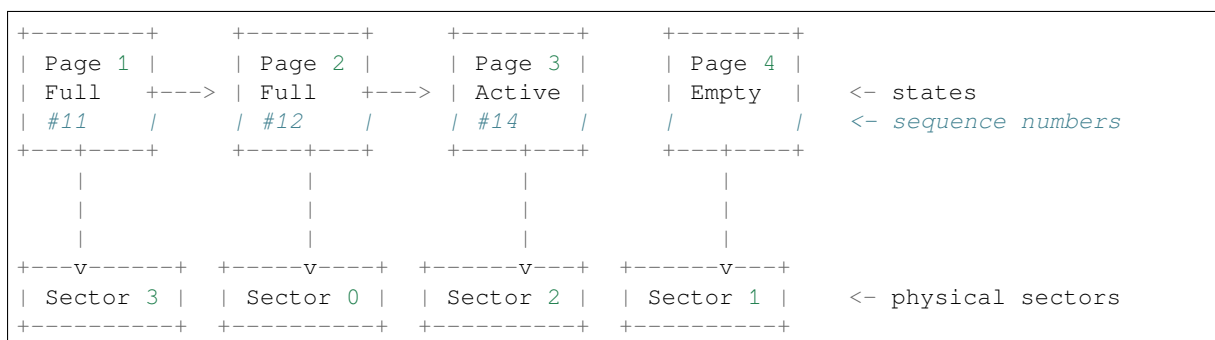 +--------+     +--------+     +--------+     +--------+
| Page 1 |     | Page 2 |     | Page 3 |     | Page 4 |
| Full   +---> | Full   +---> | Active |     | Empty  |   <- states
| #11    |     | #12    |     | #14    |     |        |   <- sequence numbers
+---+----+     +----+---+     +----+---+     +---+----+
    |               |              |             |
    |               |              |             |
    |               |              |             |
+---v------+  +-----v----+  +------v---+  +------v---+
| Sector 3 |  | Sector 0 |  | Sector 2 |  | Sector 1 |    <- physical sectors
+----------+  +----------+  +----------+  +----------+